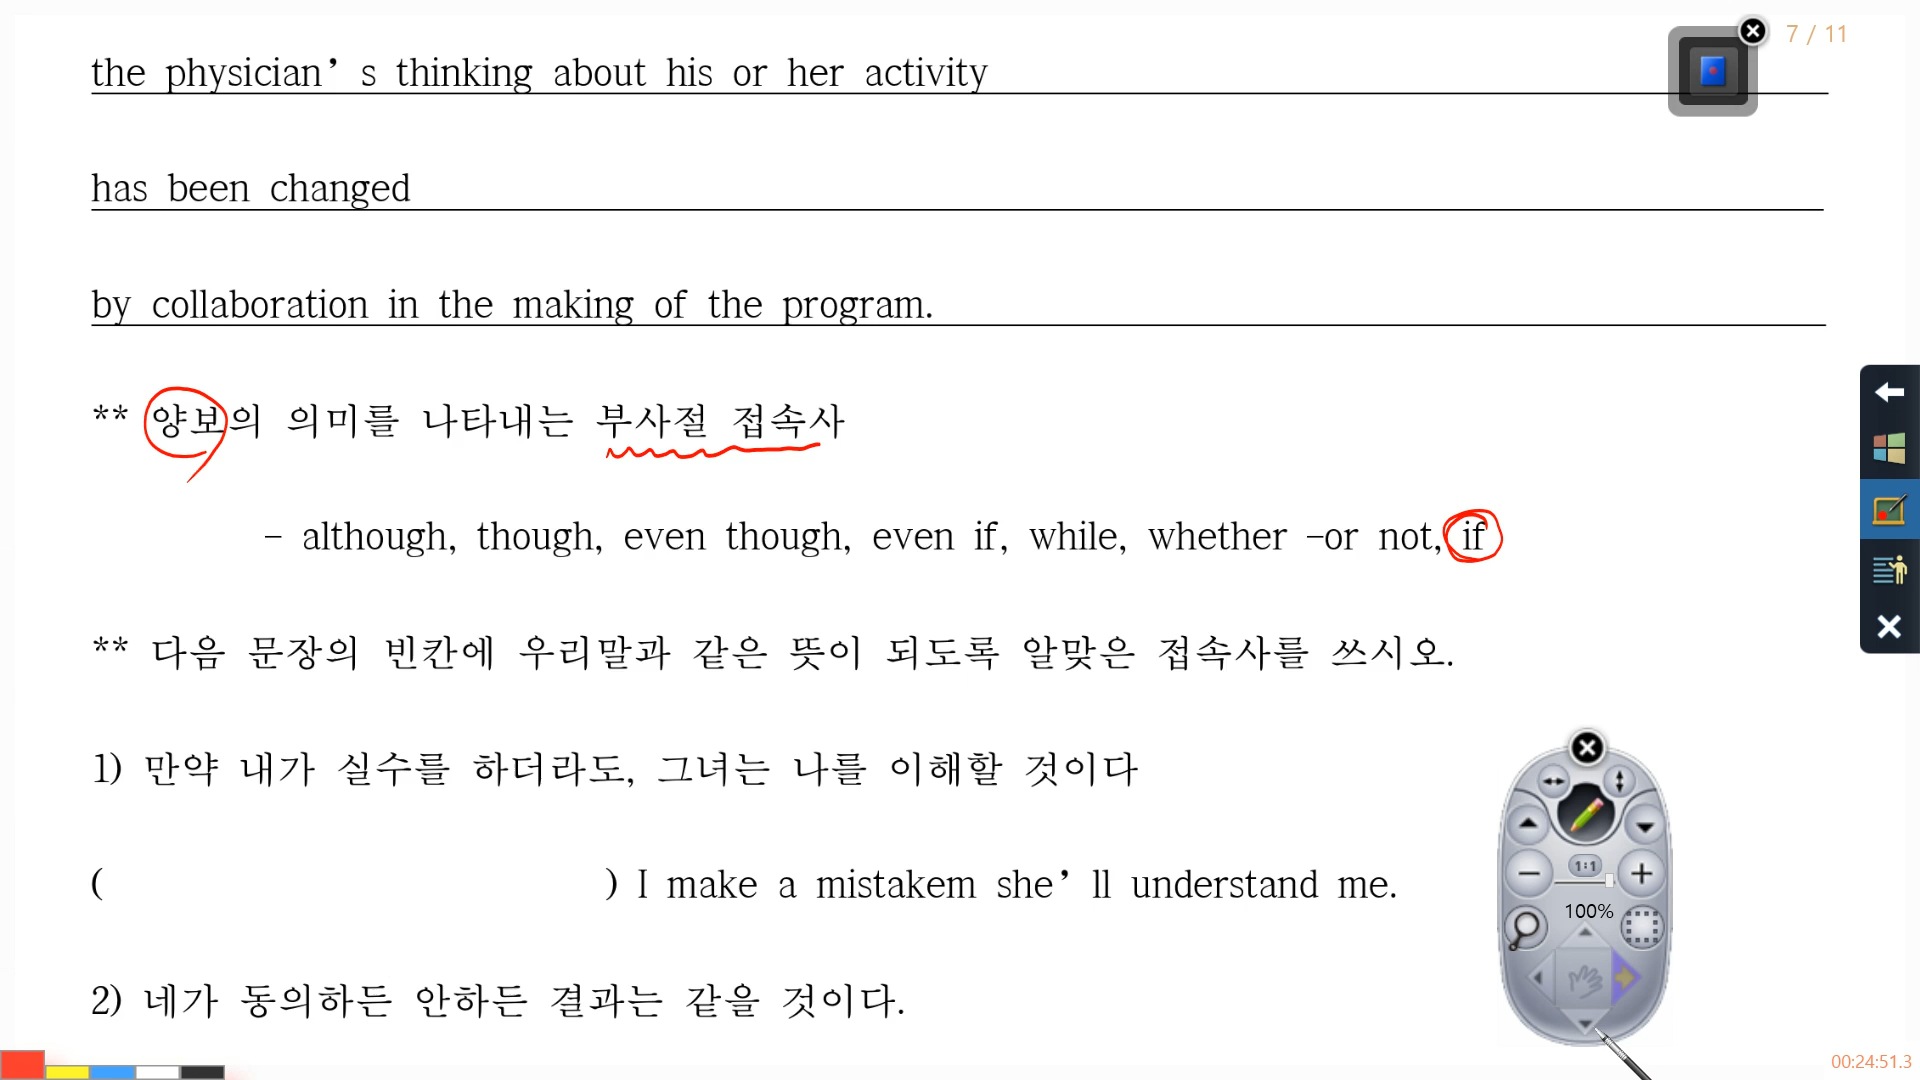 the physician’s thinking about his or her activity
7 / 11
has been changed
by collaboration in the making of the program.
** 양보의 의미를 나타내는 부사절 접속사
- although, though, even though, even if, while, whether -or not, if
** 다음 문장의 빈칸에 우리말과 같은 뜻이 되도록 알맞은 접속사를 쓰시오.
1) 만약 내가 실수를 하더라도, 그녀는 나를 이해할 것이다
( ) I make a mistakem she’ll understand me.
1:1
100%
2) 네가 동의하든 안하든 결과는 같을 것이다.
00:24:51.3